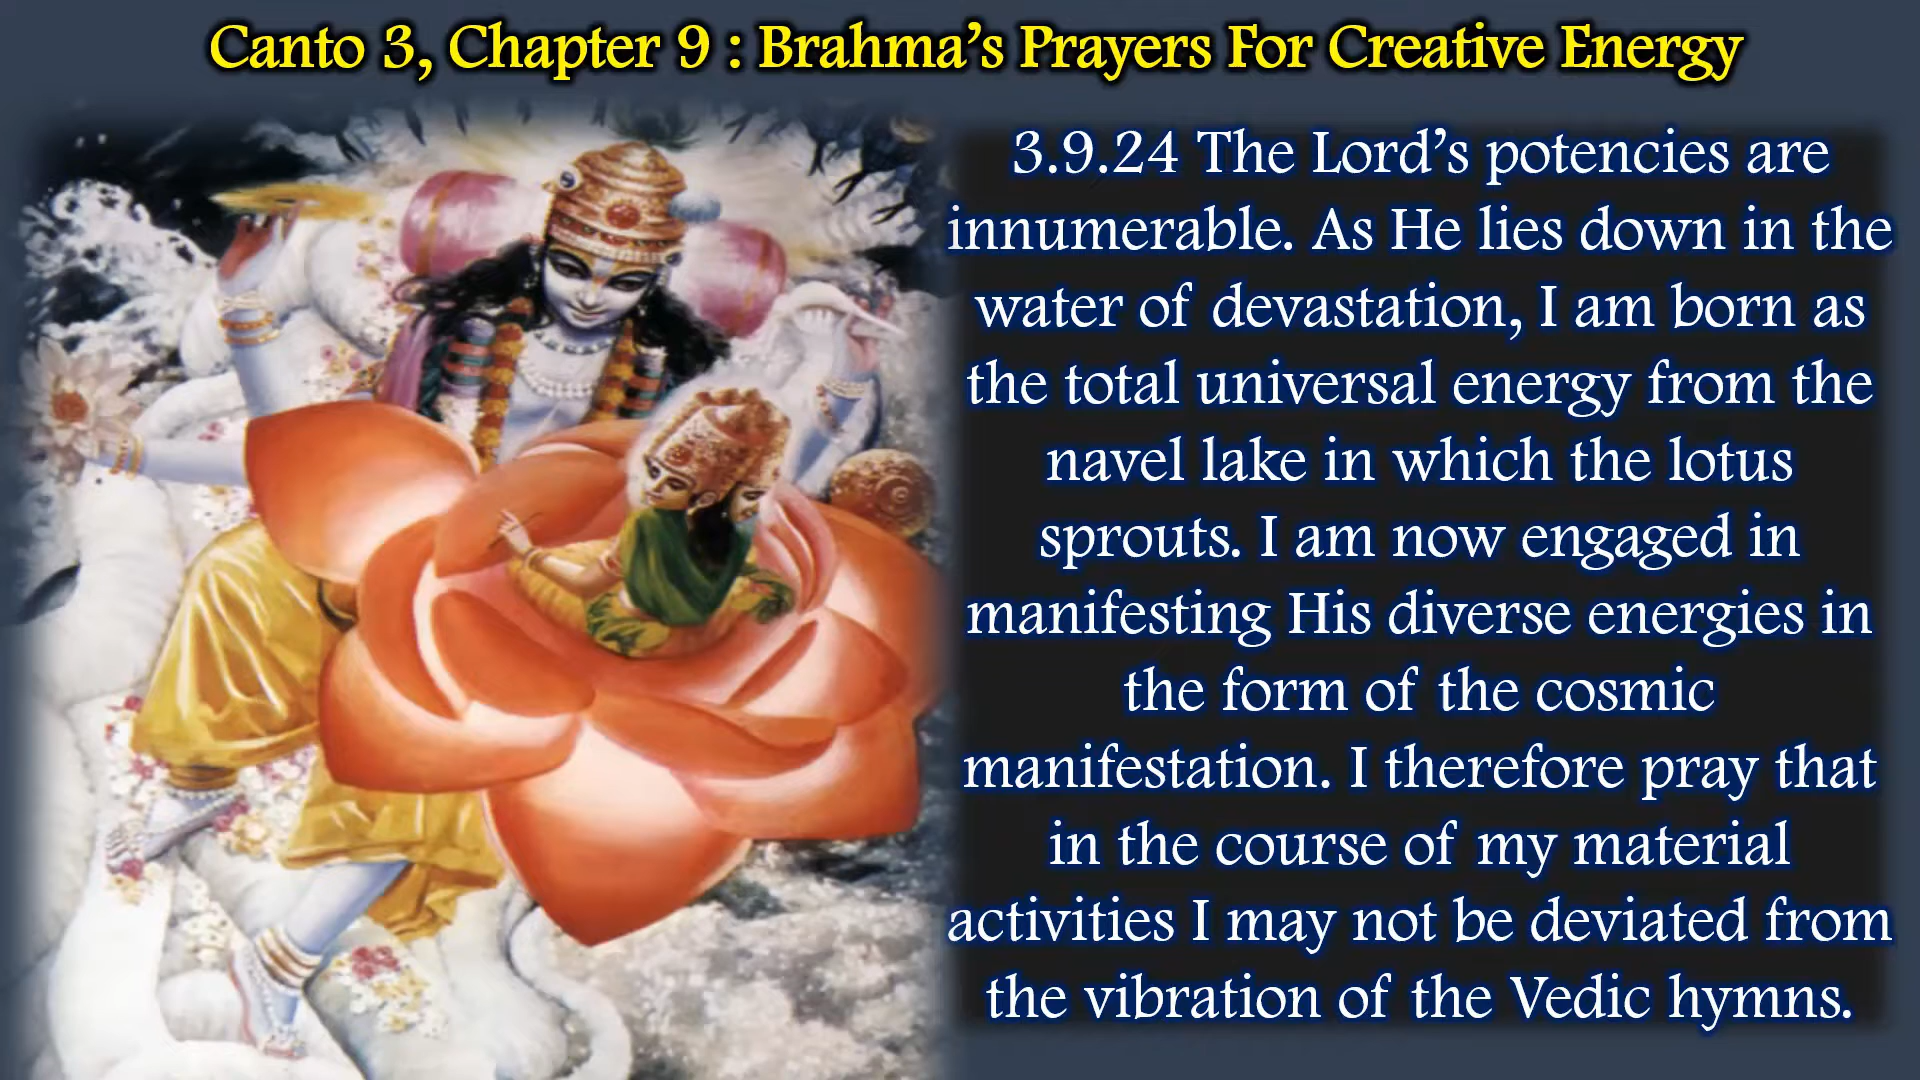 Canto 3, Chapter 9 : Brahma’s Prayers For Creative Energy
3.9.24 The Lord’s potencies are
innumerable. As He lies down in the
water of devastation, I am born as
the total universal energy from the
navel lake in which the lotus
sprouts. I am now engaged in
manifesting His diverse energies in
the form of the cosmic
manifestation. I therefore pray that
in the course of my material
activities I may not be deviated from
the vibration of the Vedic hymns.